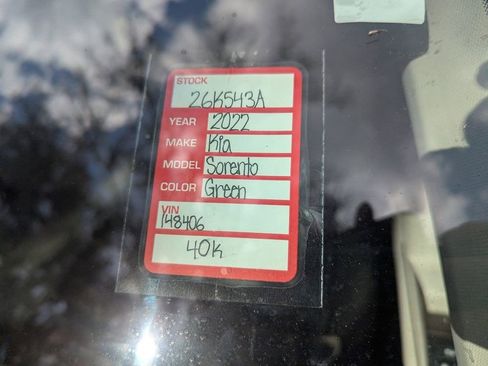 STOCK
26K543A
YEAR 2022
MAKE Kia
MODEL Sorento
COLOR Green
VIN
148406
40K